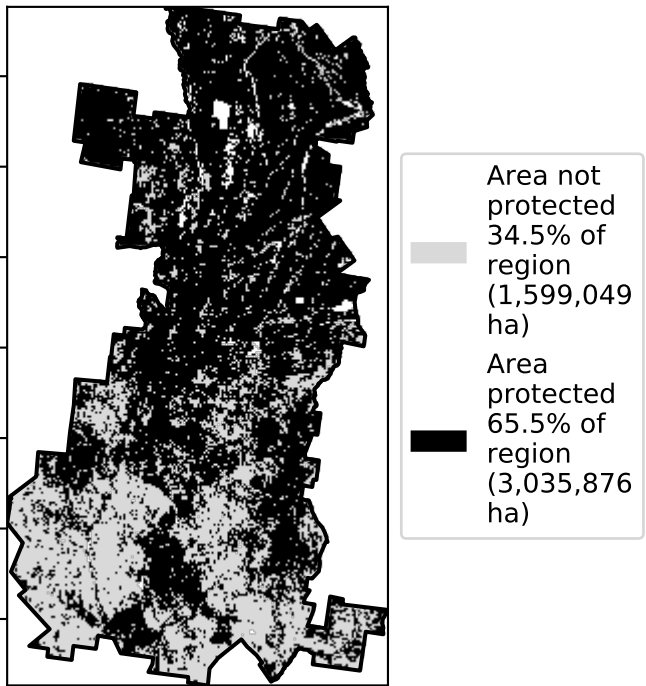 Area not
protected
34.5% of
region
(1,599,049
ha)
Area
protected
65.5% of
region
(3,035,876
ha)